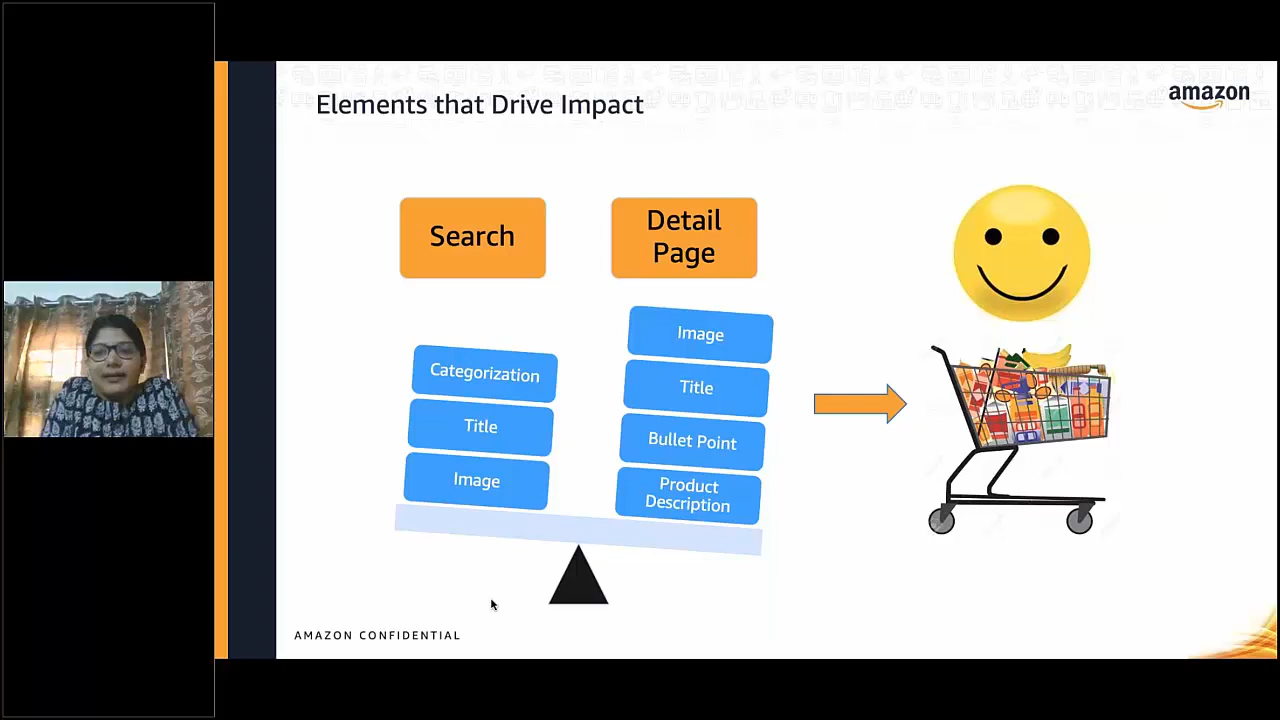 Elements that Drive Impact
amazon
Search
Detail
Page
Categorization
Title
Image
Image
Title
Bullet Point
Product
Description
AMAZON CONFIDENTIAL